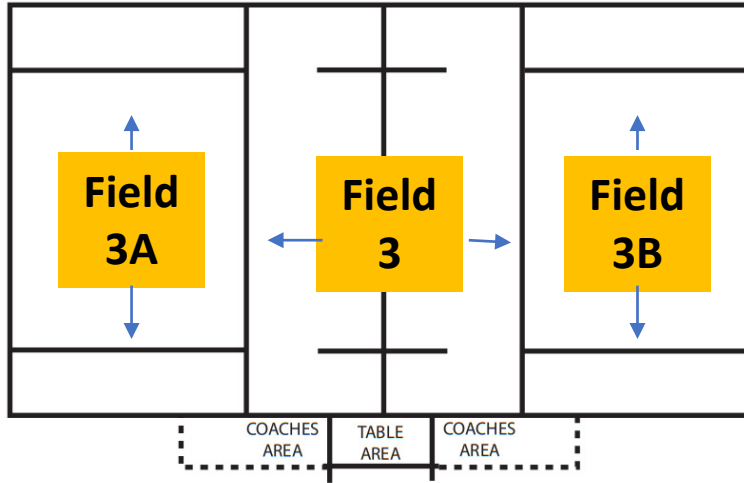 Field
3A
Field
3
Field
3B
COACHES
AREA
TABLE
AREA
COACHES
AREA